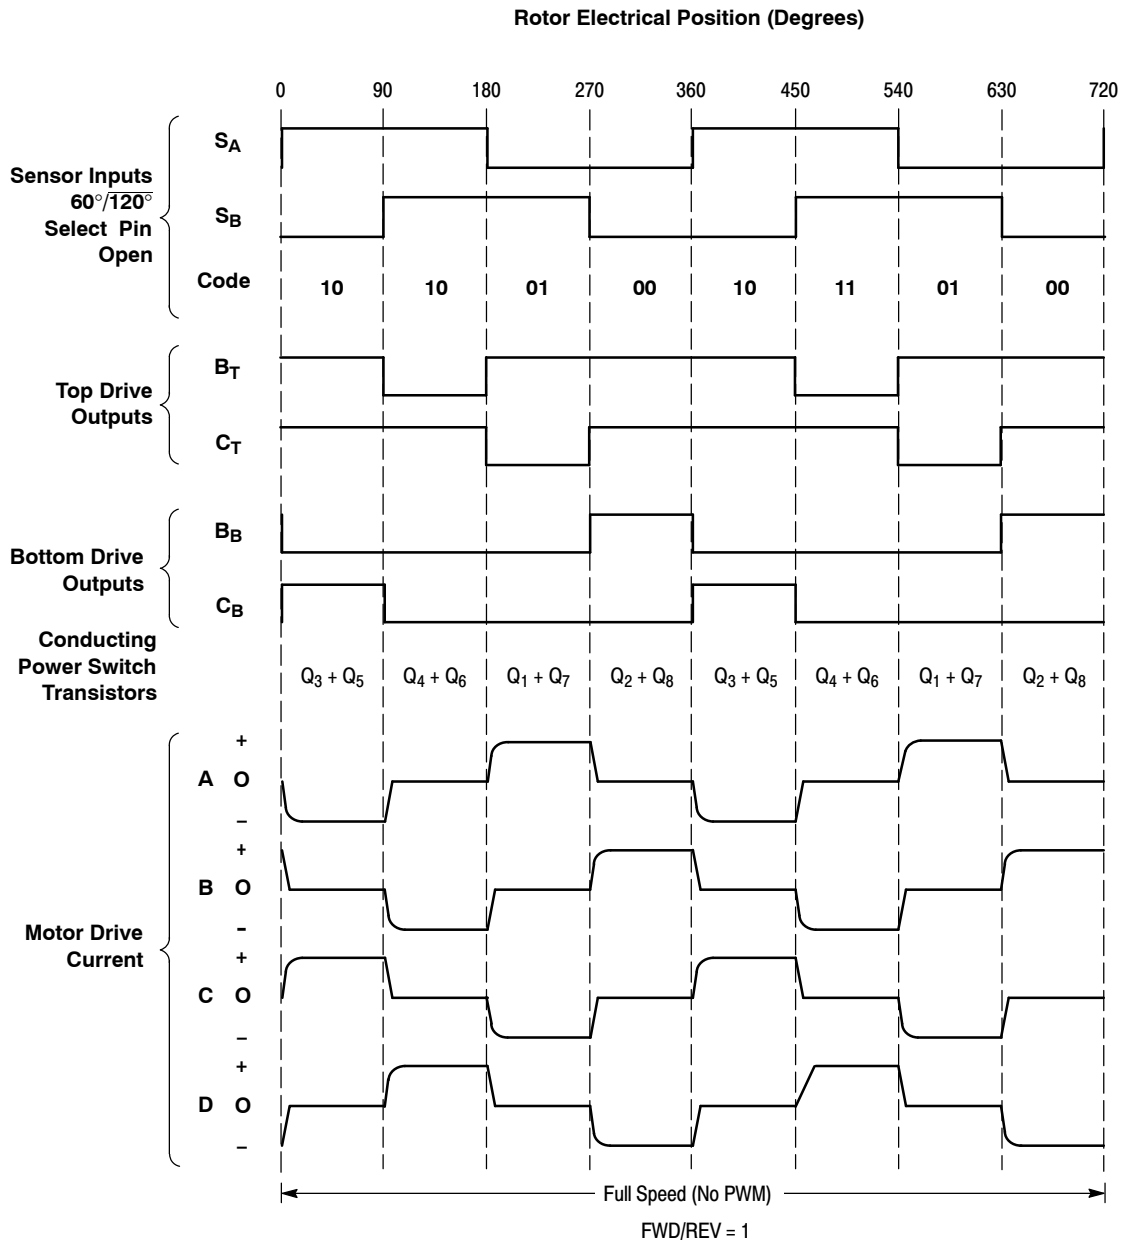 Rotor Electrical Position (Degrees)
0 90 180 270 360 450 540 630 720
Sensor Inputs
60°/120°
Select Pin
Open
SA
SB
Code
10 10 01 00 10 11 01 00
Top Drive
Outputs
BT
CT
Bottom Drive
Outputs
BB
CB
Conducting
Power Switch
Transistors
Q3 + Q5 Q4 + Q6 Q1 + Q7 Q2 + Q8 Q3 + Q5 Q4 + Q6 Q1 + Q7 Q2 + Q8
Motor Drive
Current
+
A O
−
+
B O
−
+
C O
−
+
D O
−
Full Speed (No PWM)
FWD/REV = 1